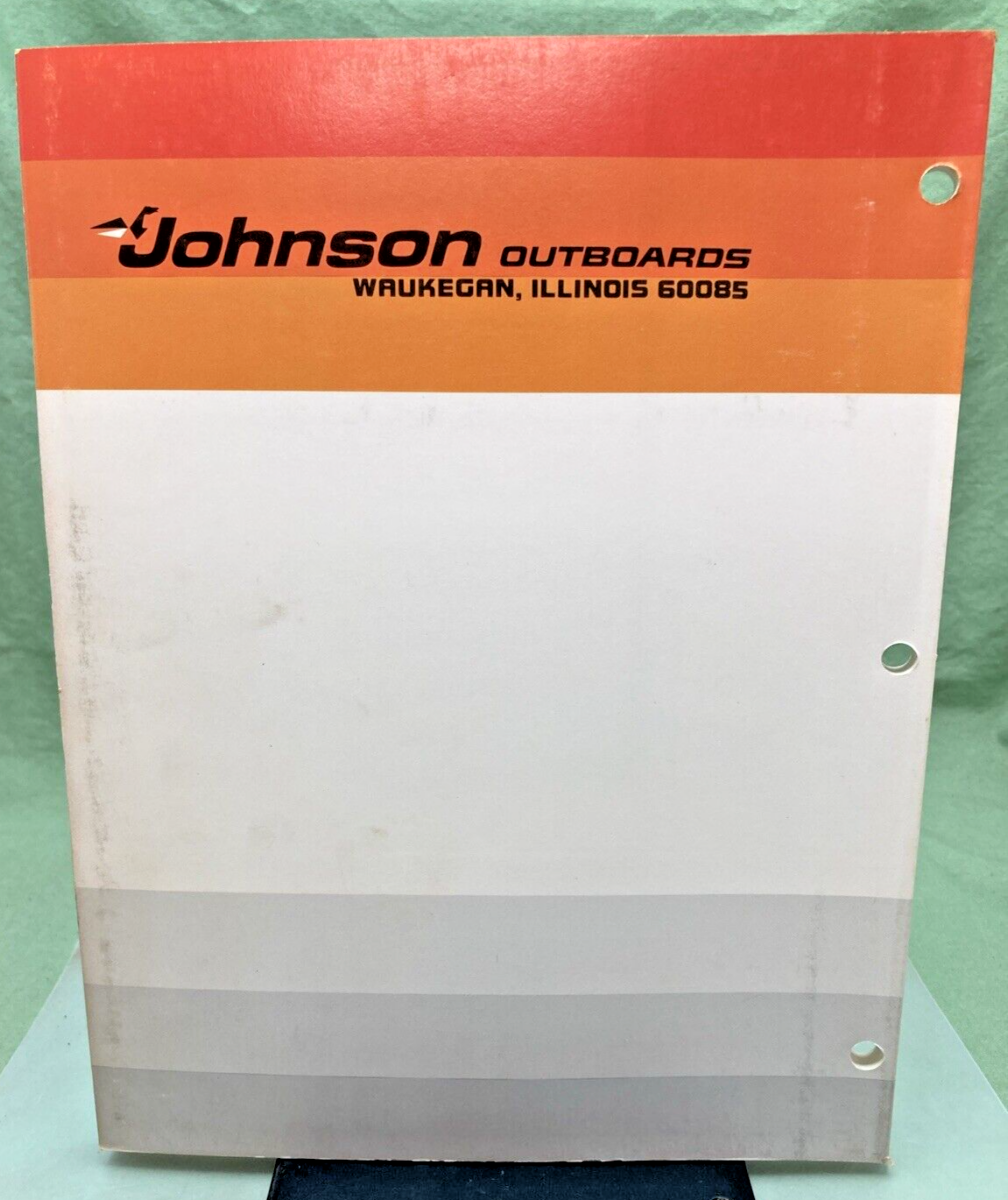 Johnson OUTBOARDS
WAUKEGAN, ILLINOIS 60085